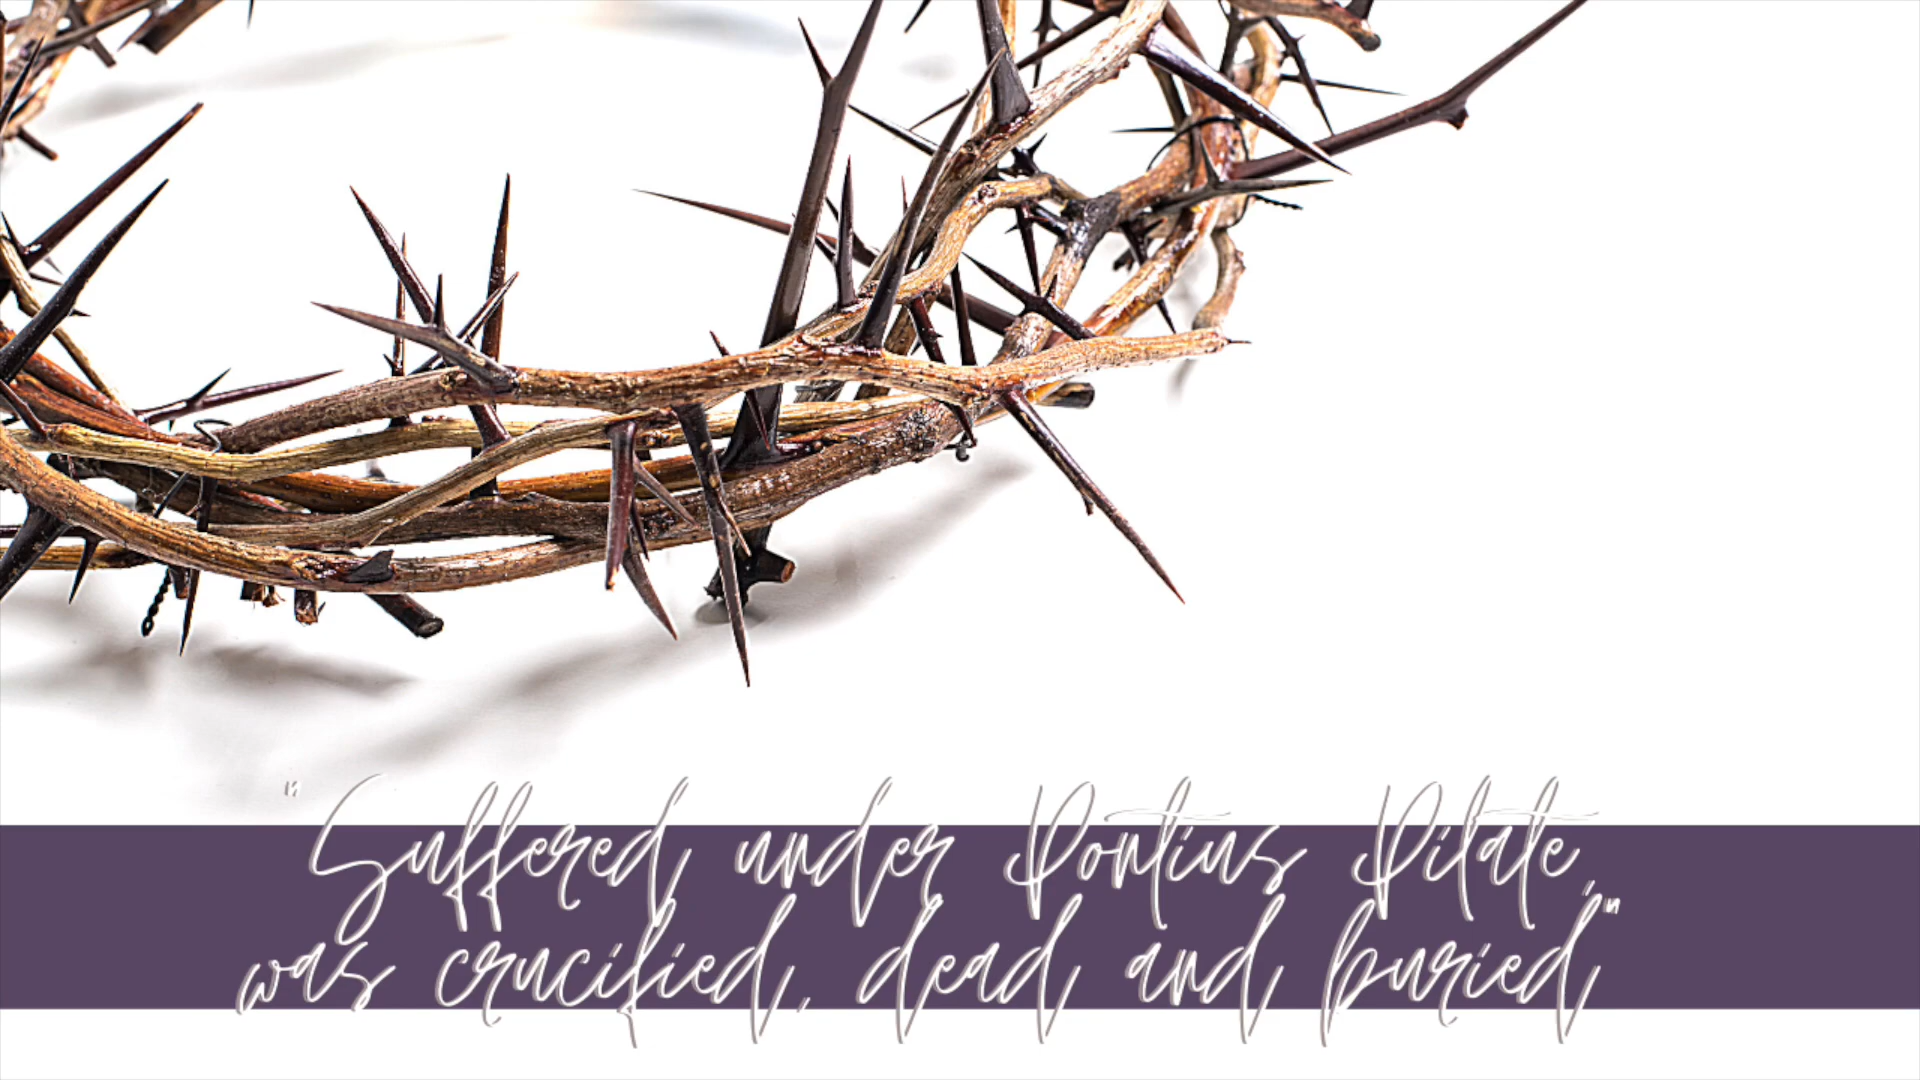 "Suffered under Pontius Pilate,
was crucified, dead and buried"